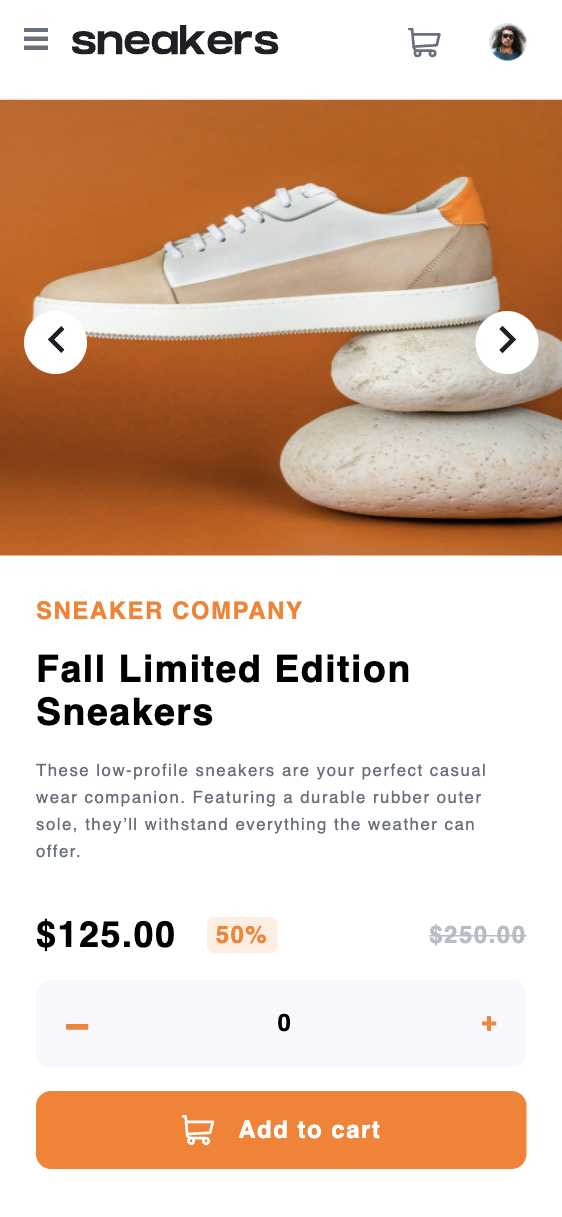 sneakers
SNEAKER COMPANY
Fall Limited Edition
Sneakers
These low-profile sneakers are your perfect casual
wear companion. Featuring a durable rubber outer
sole, they’ll withstand everything the weather can
offer.
$125.00 50% $250.00
– 0 +
Add to cart